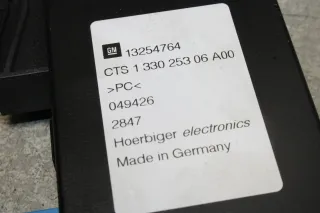 GM 13254764
CTS 1 330 253 06 A00
>PC<
049426
2847
Hoerbiger electronics
Made in Germany